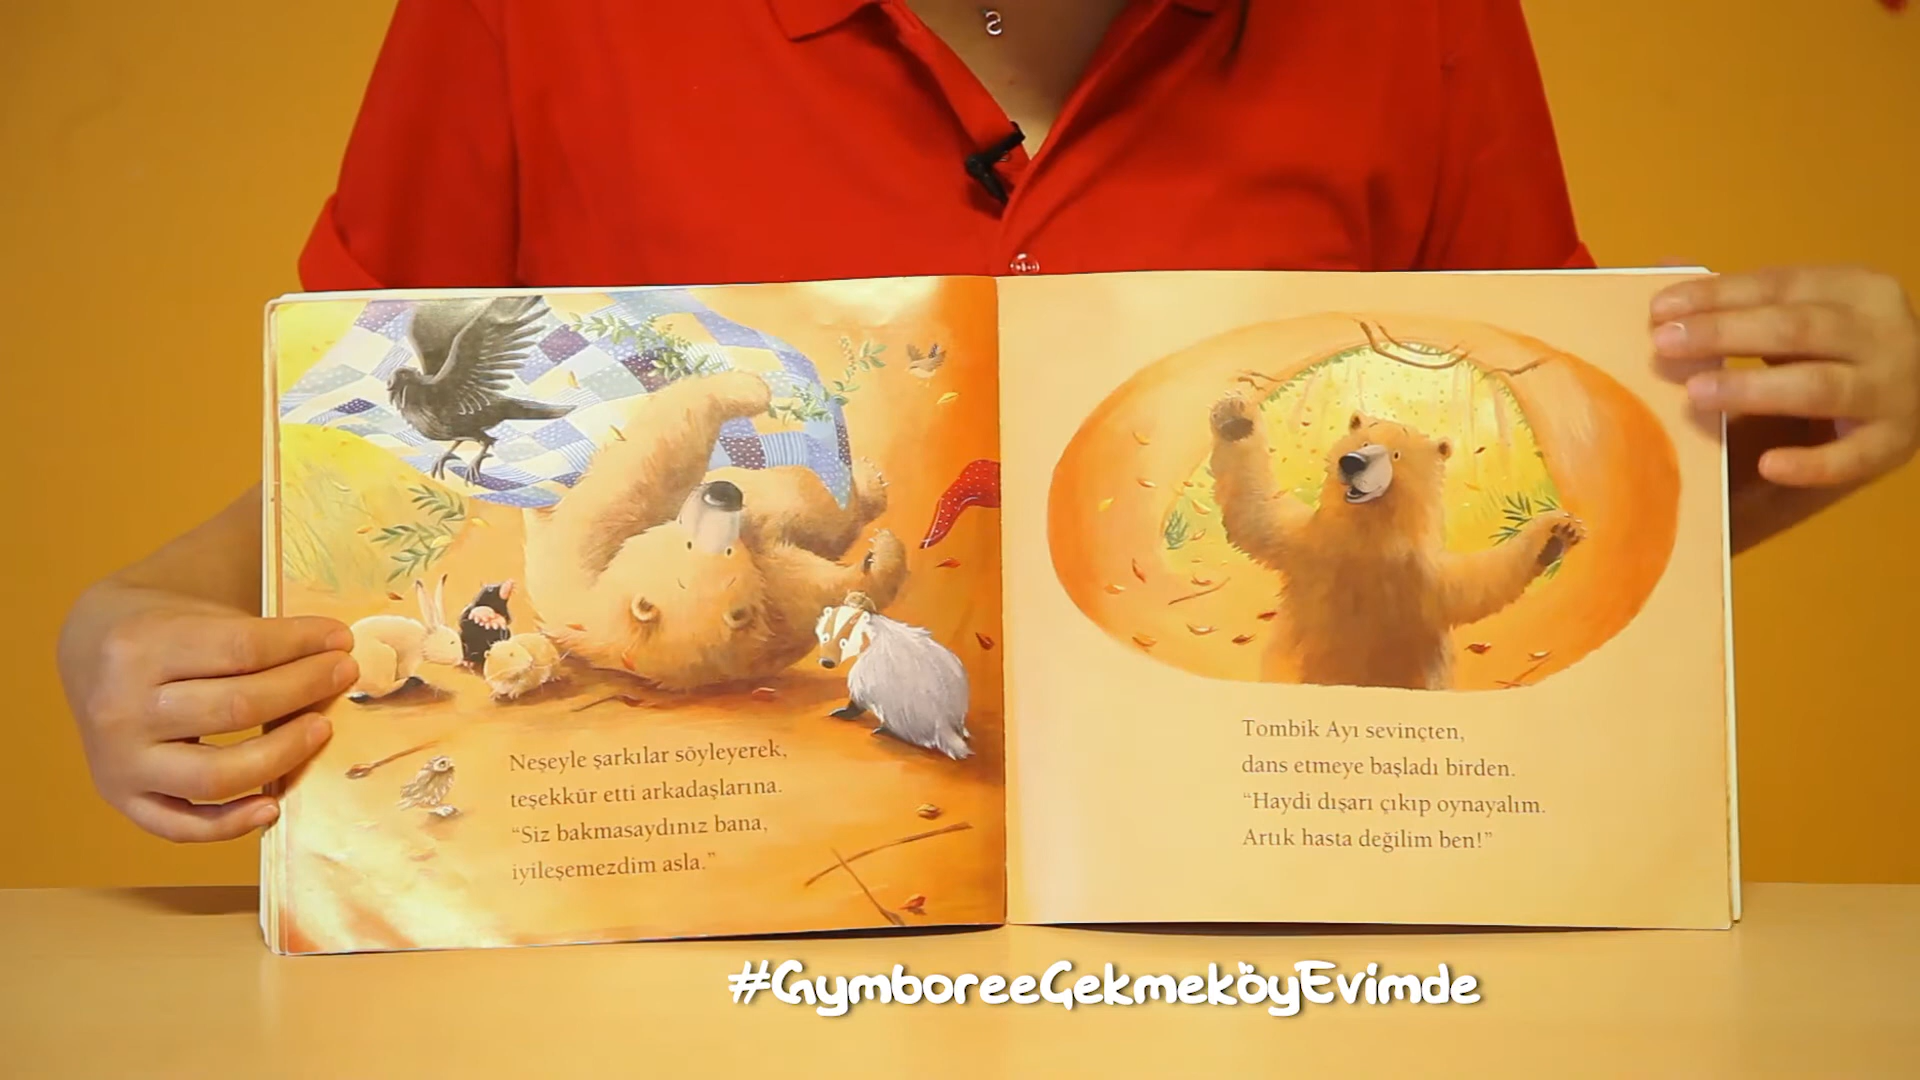 Neşeyle şarkılar söyleyerek,
teşekkür etti arkadaşlarına.
“Siz bakmasaydınız bana,
iyileşemezdim asla.”
Tombik Ayı sevinçten,
dans etmeye başladı birden.
“Haydi dışarı çıkıp oynayalım.
Artık hasta değilim ben!”
#GymboreeÇekmeköyEvimde